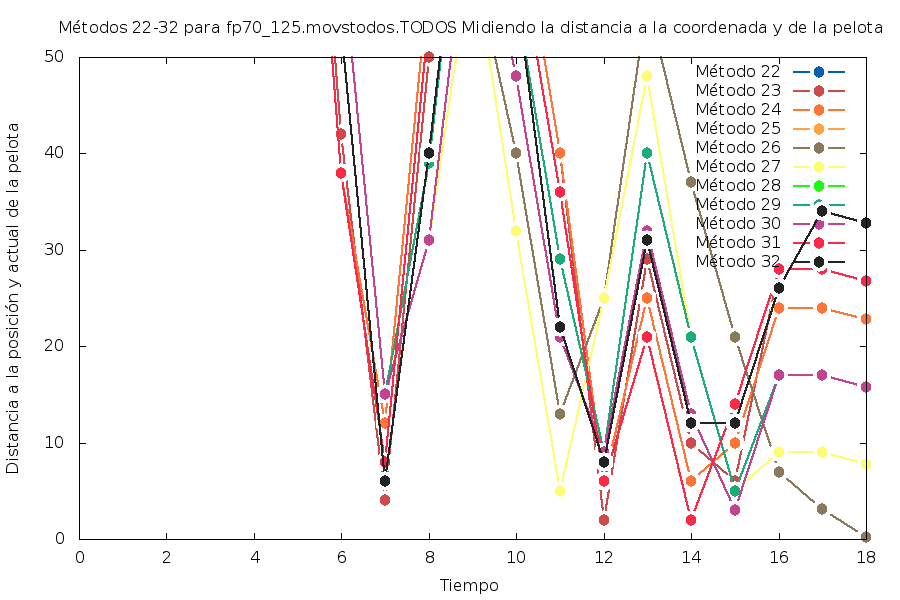 Métodos 22-32 para fp70_125.movstodos.TODOS Midiendo la distancia a la coordenada y de la pelota
Distancia a la posición y actual de la pelota
50
40
30
20
10
0
Método 22
Método 23
Método 24
Método 25
Método 26
Método 27
Método 28
Método 29
Método 30
Método 31
Método 32
0 2 4 6 8 10 12 14 16 18
Tiempo